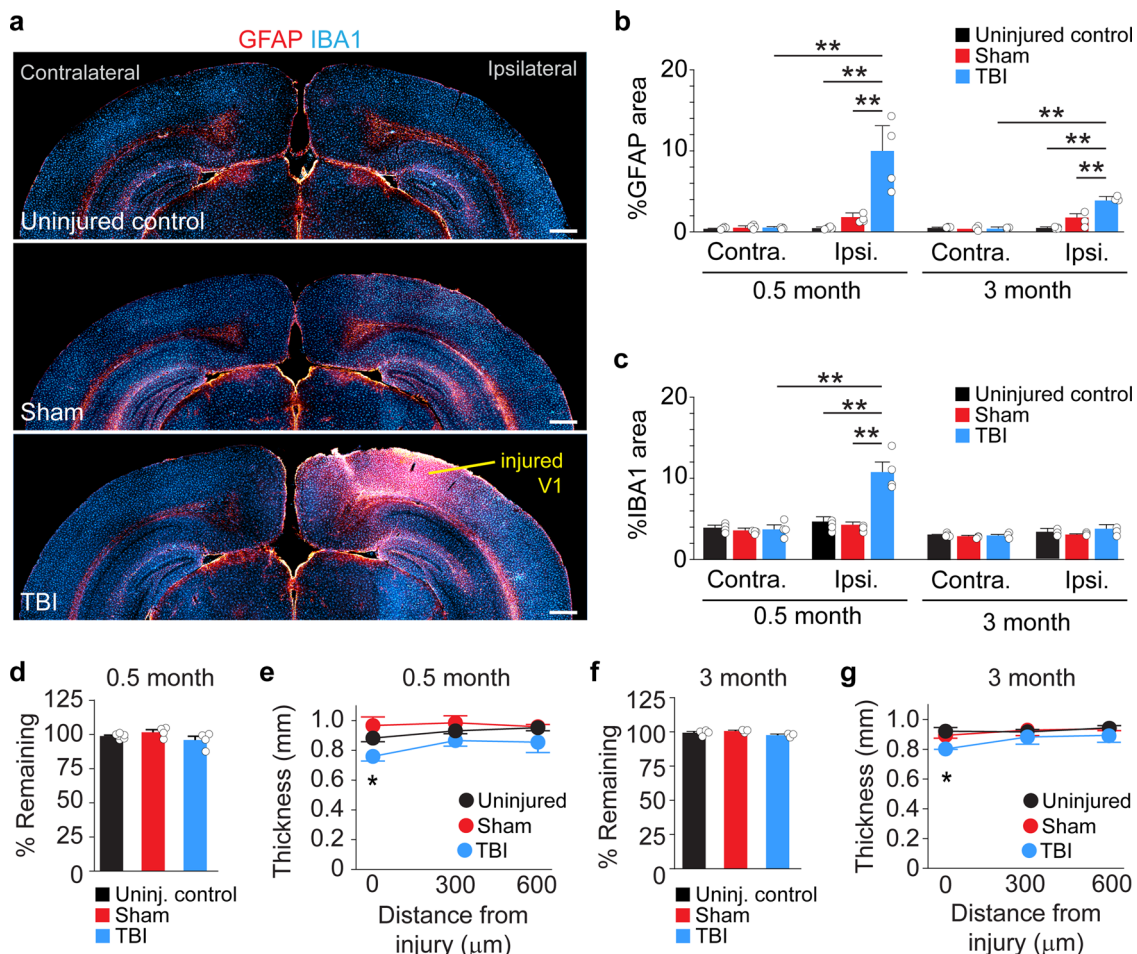 a
GFAP IBA1
Contralateral
Ipsilateral
Uninjured control
Sham
injured
V1
TBI
b
Uninjured control
Sham
TBI
%GFAP area
20
10
0
**
**
**
**
**
**
Contra.
Ipsi.
Contra.
Ipsi.
0.5 month
3 month
c
Uninjured control
Sham
TBI
%IBA1 area
20
10
0
**
**
**
Contra.
Ipsi.
Contra.
Ipsi.
0.5 month
3 month
d
0.5 month
% Remaining
125
100
75
50
25
0
Uninj. control
Sham
TBI
e
0.5 month
Thickness (mm)
1.0
0.8
0.6
0.4
0.2
0
*
Uninjured
Sham
TBI
0 300 600
Distance from
injury (μm)
f
3 month
% Remaining
125
100
75
50
25
0
Uninj. control
Sham
TBI
g
3 month
Thickness (mm)
1.0
0.8
0.6
0.4
0.2
0
*
Uninjured
Sham
TBI
0 300 600
Distance from
injury (μm)